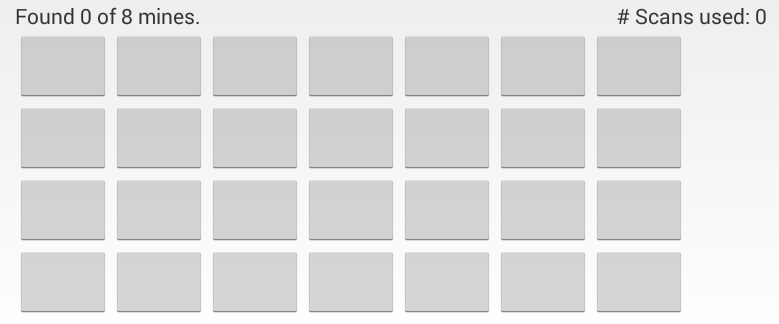 Found 0 of 8 mines.
# Scans used: 0